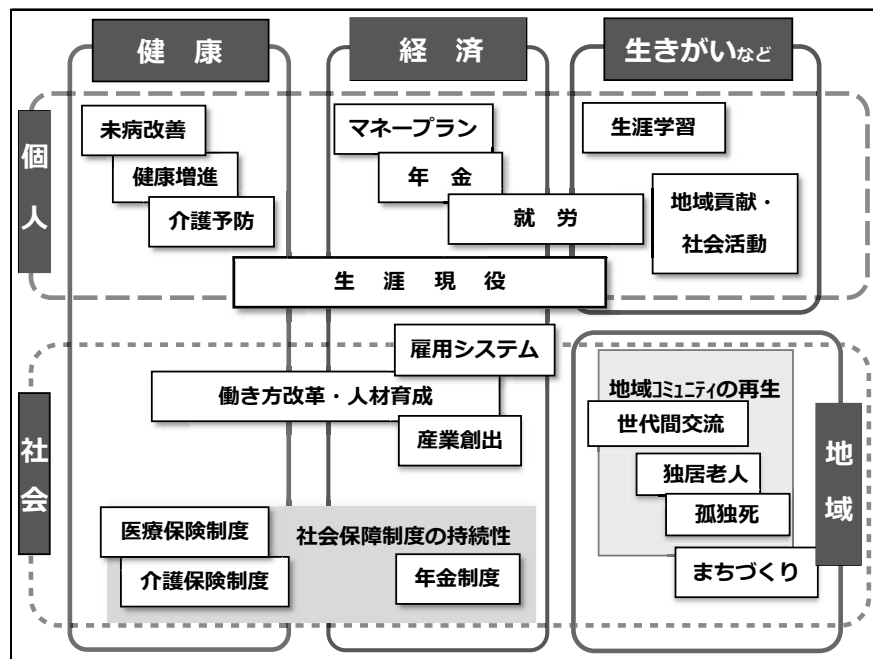 健　康
経　済
生きがいなど
個人
未病改善
健康増進
介護予防
マネープラン
年　金
就　労
生涯学習
地域貢献・
社会活動
生　涯　現　役
社会
雇用システム
働き方改革・人材育成
産業創出
医療保険制度
介護保険制度
社会保障制度の持続性
年金制度
地域
地域ｺﾐｭﾆﾃｨの再生
世代間交流
独居老人
孤独死
まちづくり